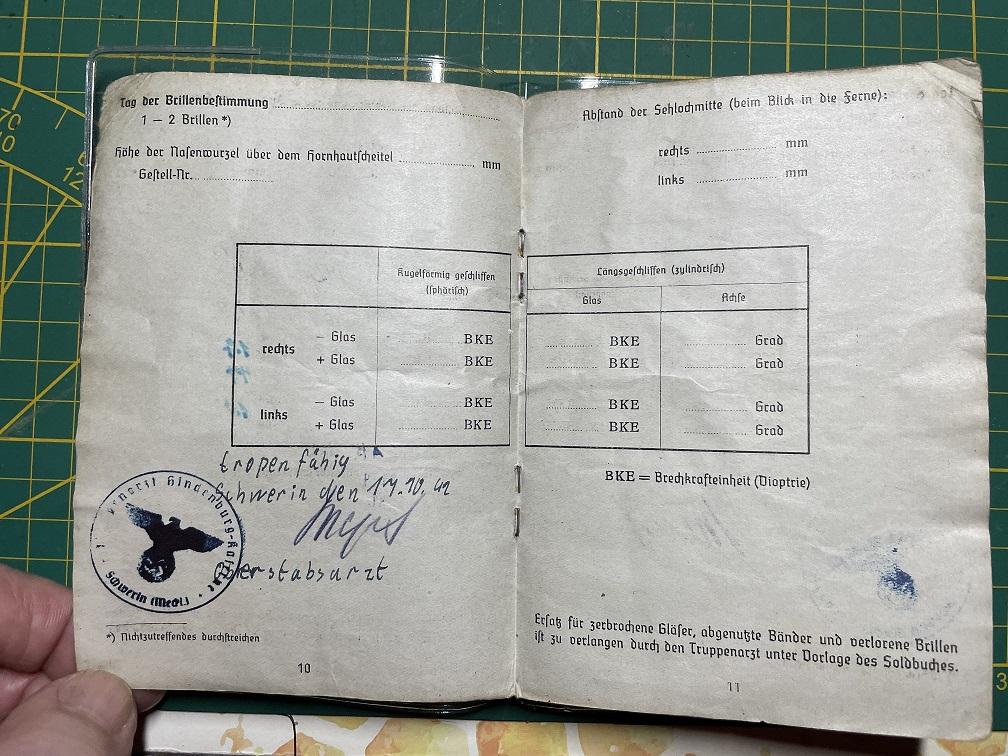 Tag der Brillenbestimmung
1 – 2 Brillen *)
Höhe der Nasenwurzel über dem Hornhautscheitel mm
Gestell-Nr.
Kugelförmig geschliffen
(sphärisch)
rechts
– Glas BKE
+ Glas BKE
links
– Glas BKE
+ Glas BKE
tropenfähig
Schwerin den 17.10.42
Oberstabsarzt
Hindenburg-Kaserne
Schwerin (Meckl.)
*) Nichtzutreffendes durchstreichen
10
Abstand der Sehlochmitte (beim Blick in die Ferne):
rechts mm
links mm
Längsgeschliffen (zylindrisch)
Glas Achse
BKE Grad
BKE Grad
BKE Grad
BKE Grad
BKE = Brechkrafteinheit (Dioptrie)
Ersatz für zerbrochene Gläser, abgenutzte Bänder und verlorene Brillen
ist zu verlangen durch den Truppenarzt unter Vorlage des Soldbuches.
11